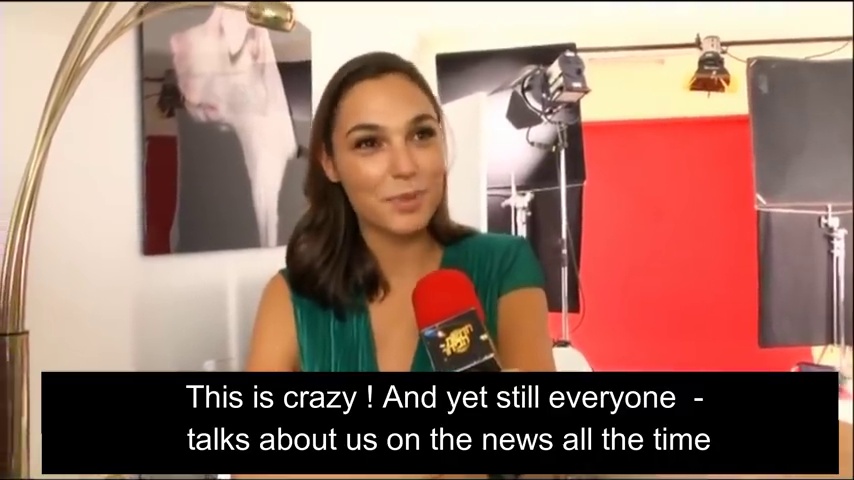 This is crazy ! And yet still everyone -
talks about us on the news all the time